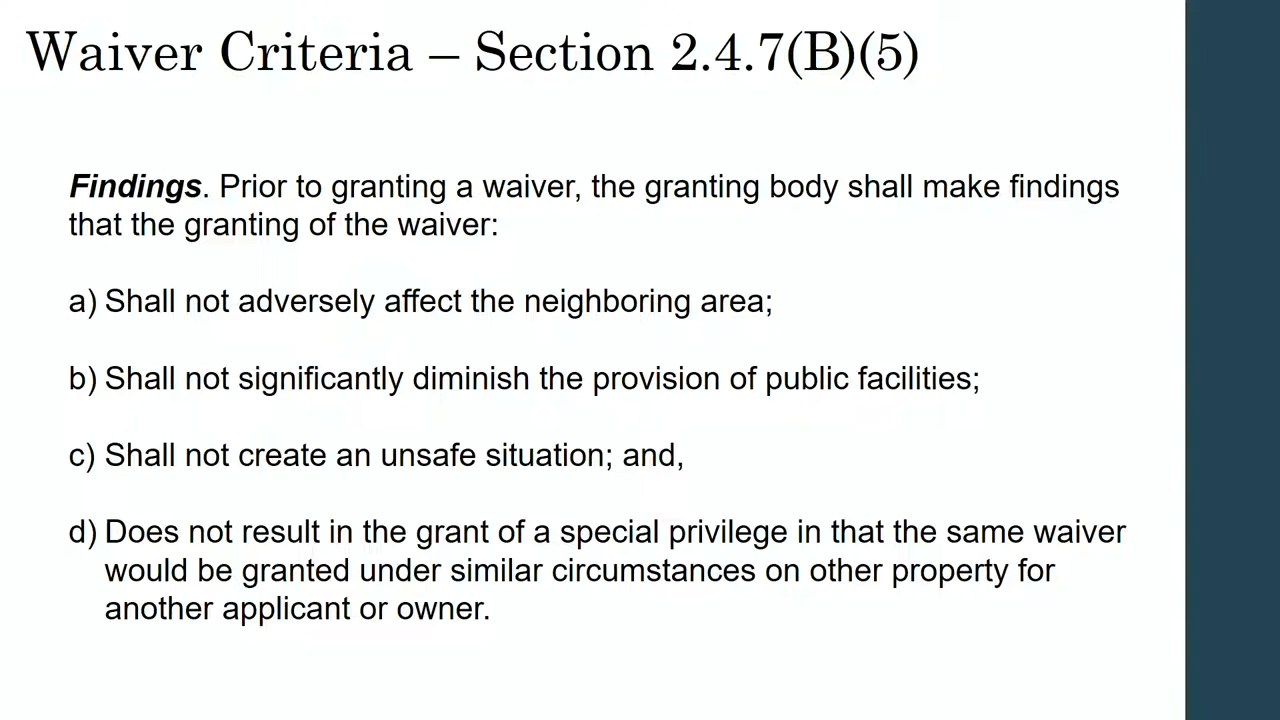 Waiver Criteria – Section 2.4.7(B)(5)
Findings. Prior to granting a waiver, the granting body shall make findings
that the granting of the waiver:
a) Shall not adversely affect the neighboring area;
b) Shall not significantly diminish the provision of public facilities;
c) Shall not create an unsafe situation; and,
d) Does not result in the grant of a special privilege in that the same waiver
would be granted under similar circumstances on other property for
another applicant or owner.